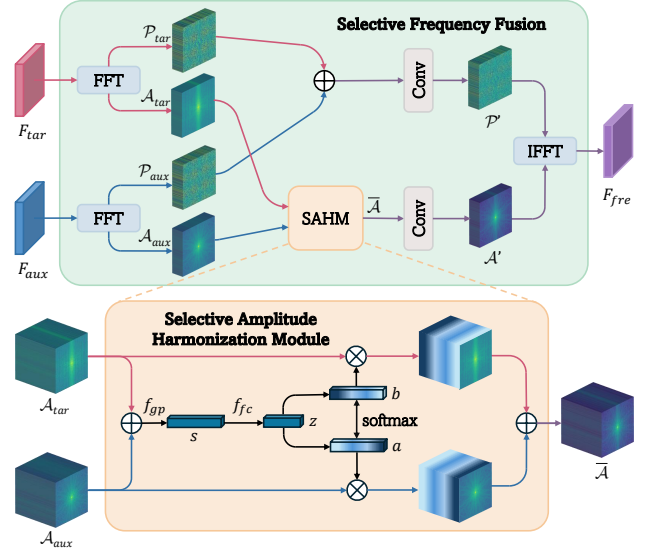 Selective Frequency Fusion
F_tar
FFT
𝒫_tar
𝒜_tar
Conv
𝒫'
F_aux
FFT
𝒫_aux
𝒜_aux
SAHM
𝒜̅
Conv
𝒜'
IFFT
F_fre
Selective Amplitude
Harmonization Module
𝒜_tar
f_gp
s
f_fc
z
b
softmax
a
𝒜_aux
𝒜̅